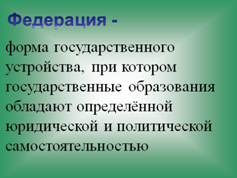 Федерация -
форма государственного
устройства, при котором
государственные образования
обладают определённой
юридической и политической
самостоятельностью